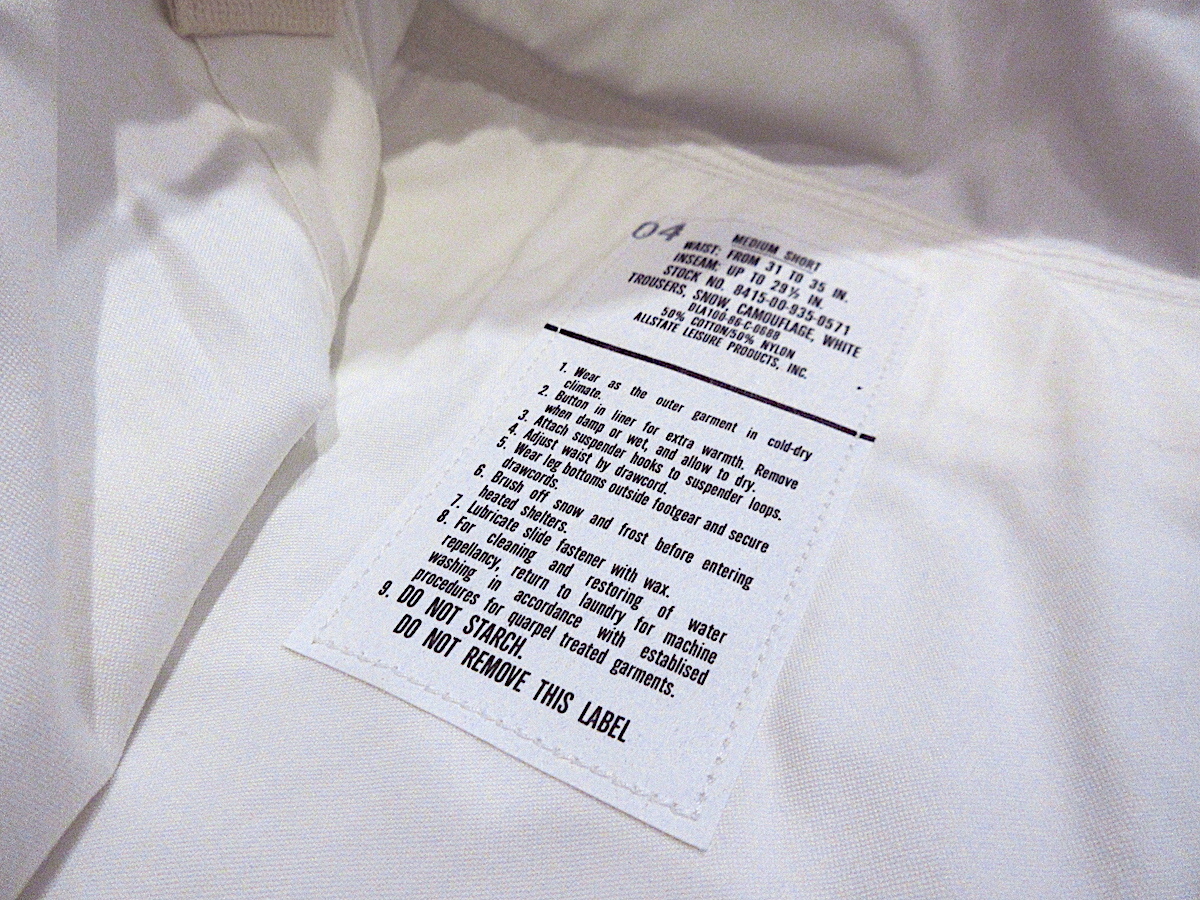 04
MEDIUM SHORT
WAIST: FROM 31 TO 35 IN.
INSEAM: UP TO 29½ IN.
STOCK NO. 8415-00-935-0571
TROUSERS, SNOW, CAMOUFLAGE, WHITE
DLA100-86-C-0688
50% COTTON/50% NYLON
ALLSTATE LEISURE PRODUCTS, INC.
1. Wear as the outer garment in cold-dry
climate.
2. Button in liner for extra warmth. Remove
when damp or wet, and allow to dry.
3. Attach suspender hooks to suspender loops.
4. Adjust waist by drawcord.
5. Wear leg bottoms outside footgear and secure
drawcords.
6. Brush off snow and frost before entering
heated shelters.
7. Lubricate slide fastener with wax.
8. For cleaning and restoring of water
repellancy, return to laundry for machine
washing in accordance with establised
procedures for quarpel treated garments.
9. DO NOT STARCH.
DO NOT REMOVE THIS LABEL